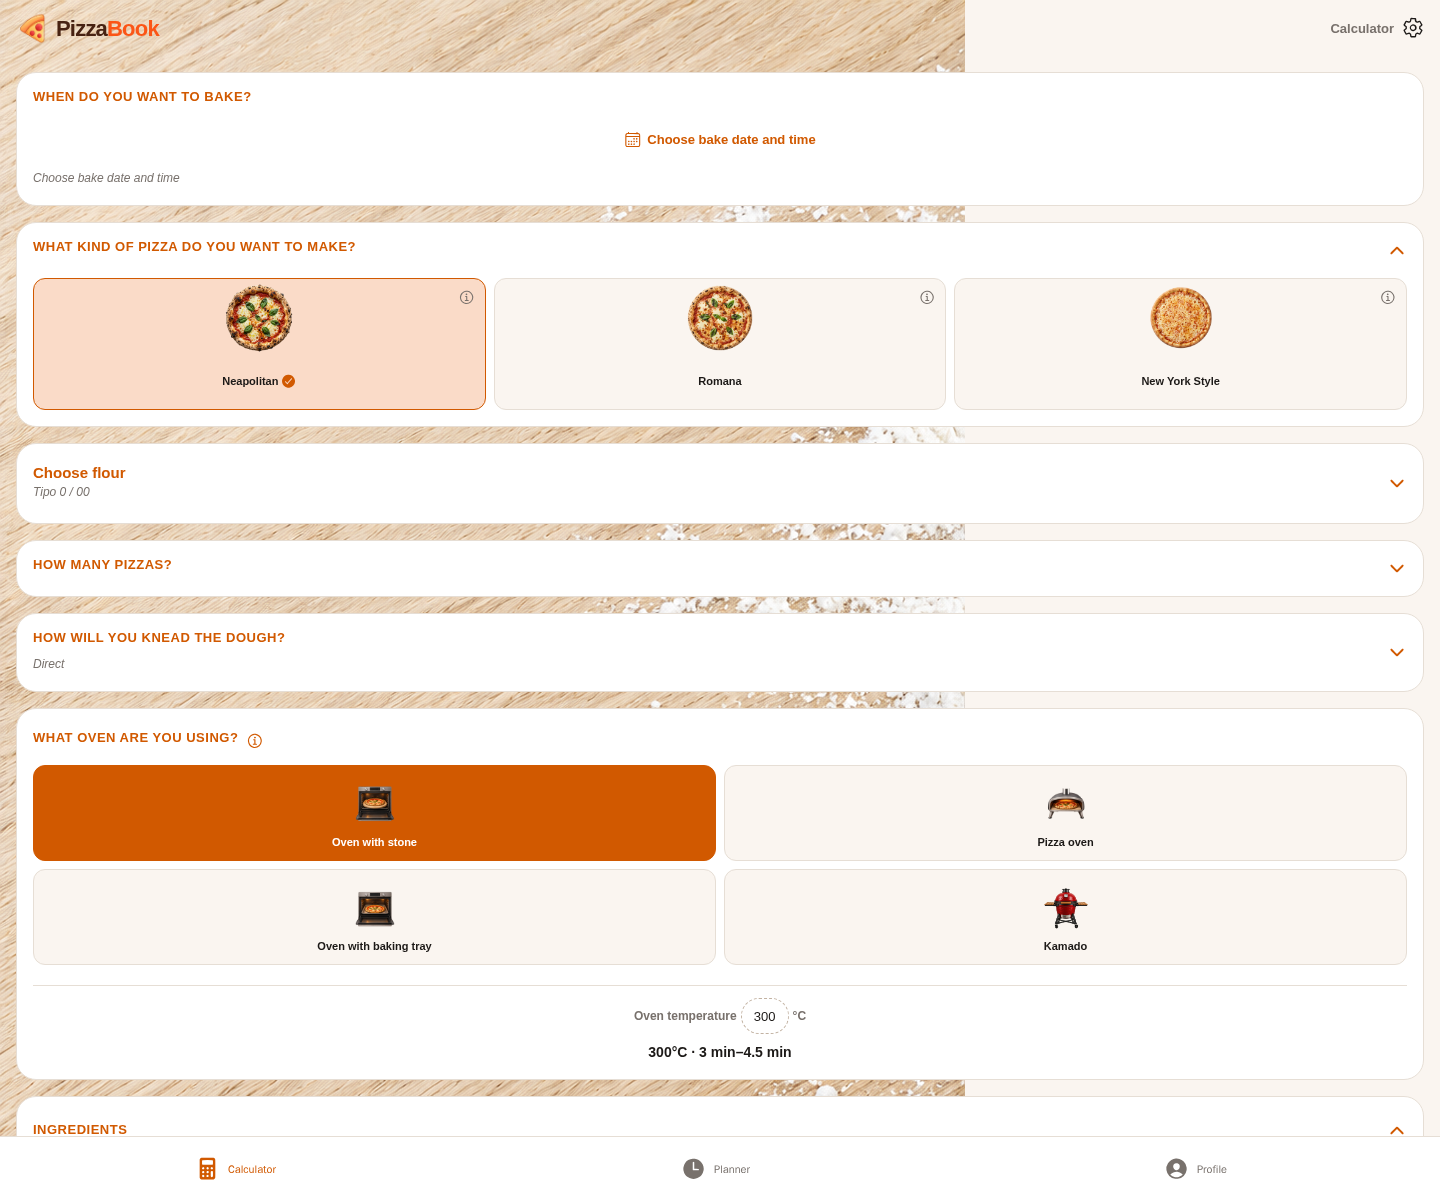 PizzaBook
Calculator
WHEN DO YOU WANT TO BAKE?
Choose bake date and time
Choose bake date and time
WHAT KIND OF PIZZA DO YOU WANT TO MAKE?
Neapolitan
Romana
New York Style
Choose flour
Tipo 0 / 00
HOW MANY PIZZAS?
HOW WILL YOU KNEAD THE DOUGH?
Direct
WHAT OVEN ARE YOU USING?
Oven with stone
Pizza oven
Oven with baking tray
Kamado
Oven temperature 300 °C
300°C · 3 min–4.5 min
INGREDIENTS
Calculator
Planner
Profile